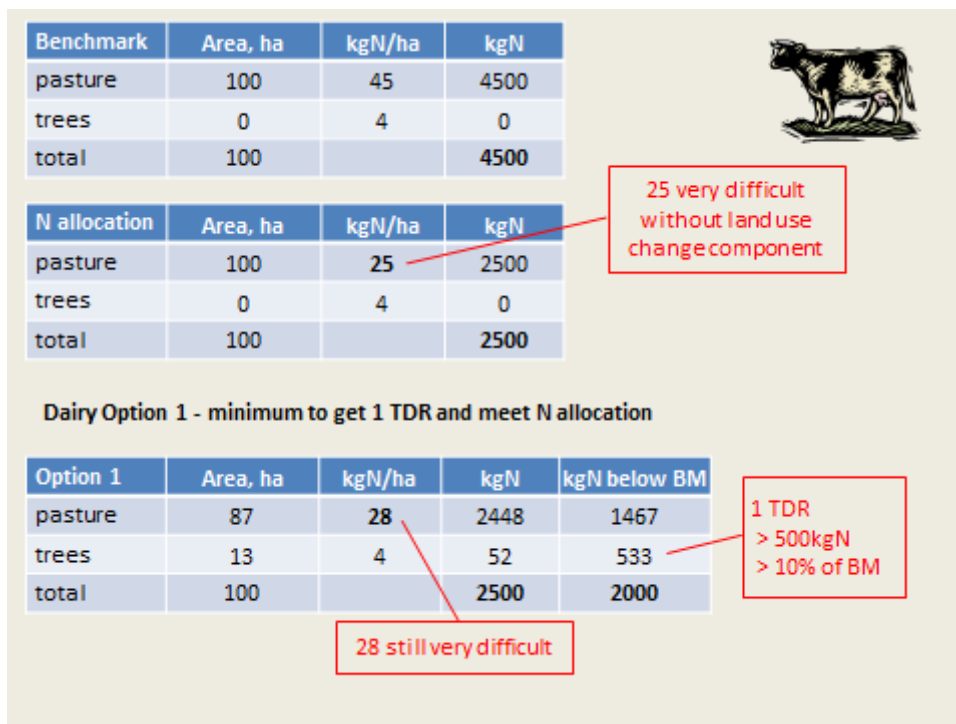 Benchmark Area, ha kgN/ha kgN
pasture 100 45 4500
trees 0 4 0
total 100 4500
25 very difficult
without land use
change component
N allocation Area, ha kgN/ha kgN
pasture 100 25 2500
trees 0 4 0
total 100 2500
Dairy Option 1 - minimum to get 1 TDR and meet N allocation
Option 1 Area, ha kgN/ha kgN kgN below BM
pasture 87 28 2448 1467
trees 13 4 52 533
total 100 2500 2000
1 TDR
> 500kgN
> 10% of BM
28 still very difficult